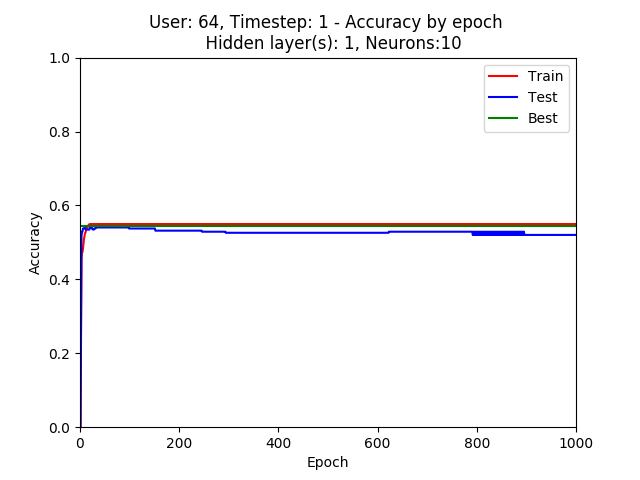 User: 64, Timestep: 1 - Accuracy by epoch
Hidden layer(s): 1, Neurons:10
1.0
0.8
0.6
0.4
0.2
0.0
Accuracy
Train
Test
Best
0 200 400 600 800 1000
Epoch